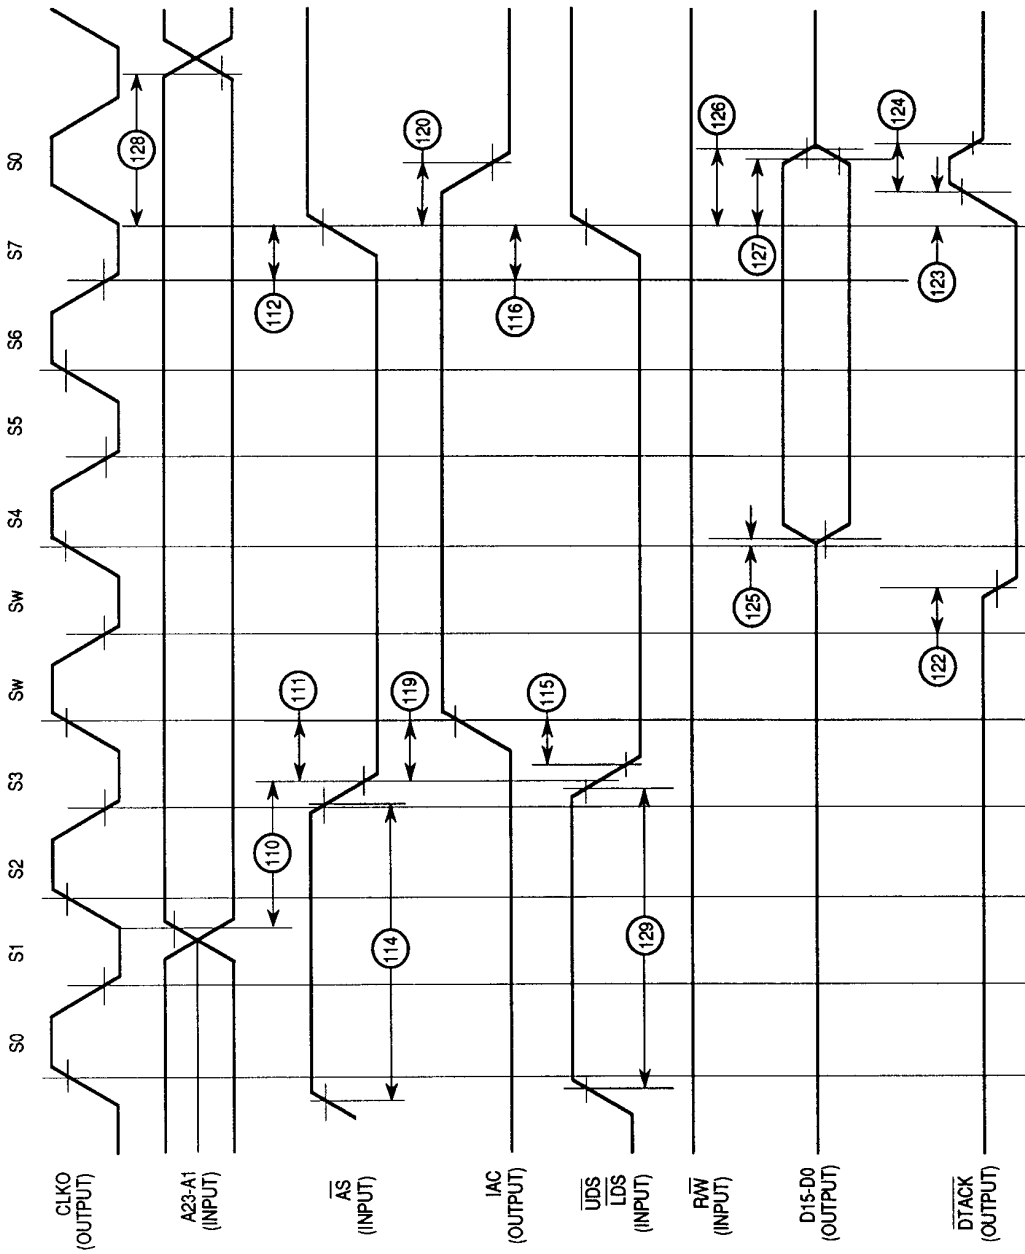 S0
S1
S2
S3
Sw
Sw
S4
S5
S6
S7
S0
CLKO
(OUTPUT)
128
A23-A1
(INPUT)
110
111
112
AS
(INPUT)
114
119
120
IAC
(OUTPUT)
115
116
UDS
LDS
(INPUT)
129
R/W
(INPUT)
125
127
126
D15-D0
(OUTPUT)
122
123
124
DTACK
(OUTPUT)